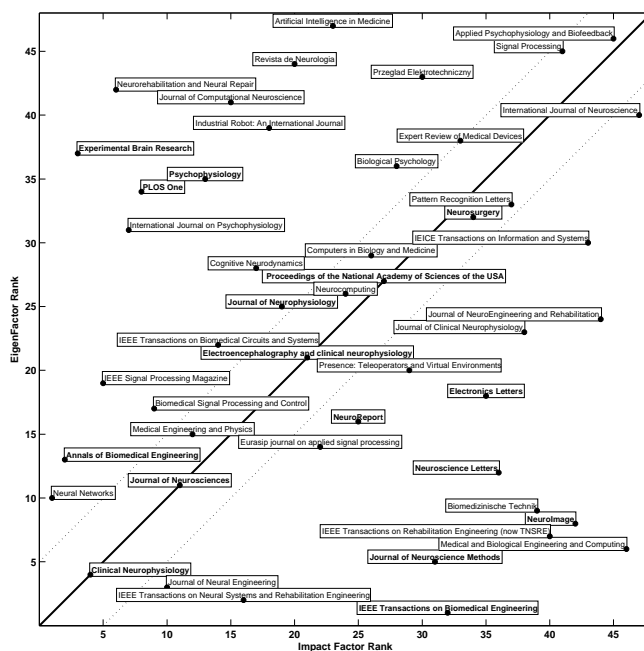 Artificial Intelligence in Medicine
Applied Psychophysiology and Biofeedback
Signal Processing
Revista de Neurologia
Przeglad Elektrotechniczny
Neurorehabilitation and Neural Repair
Journal of Computational Neuroscience
International Journal of Neuroscience
Industrial Robot: An International Journal
Expert Review of Medical Devices
Experimental Brain Research
Biological Psychology
Psychophysiology
PLOS One
Pattern Recognition Letters
Neurosurgery
International Journal on Psychophysiology
IEICE Transactions on Information and Systems
Computers in Biology and Medicine
Cognitive Neurodynamics
Proceedings of the National Academy of Sciences of the USA
Neurocomputing
Journal of Neurophysiology
Journal of NeuroEngineering and Rehabilitation
Journal of Clinical Neurophysiology
IEEE Transactions on Biomedical Circuits and Systems
Electroencephalography and clinical neurophysiology
Presence: Teleoperators and Virtual Environments
IEEE Signal Processing Magazine
Electronics Letters
Biomedical Signal Processing and Control
NeuroReport
Medical Engineering and Physics
Eurasip journal on applied signal processing
Annals of Biomedical Engineering
Neuroscience Letters
Journal of Neurosciences
Neural Networks
Biomedizinische Technik
NeuroImage
IEEE Transactions on Rehabilitation Engineering (now TNSRE)
Medical and Biological Engineering and Computing
Journal of Neuroscience Methods
Clinical Neurophysiology
Journal of Neural Engineering
IEEE Transactions on Neural Systems and Rehabilitation Engineering
IEEE Transactions on Biomedical Engineering
EigenFactor Rank
45
40
35
30
25
20
15
10
5
5 10 15 20 25 30 35 40 45
Impact Factor Rank